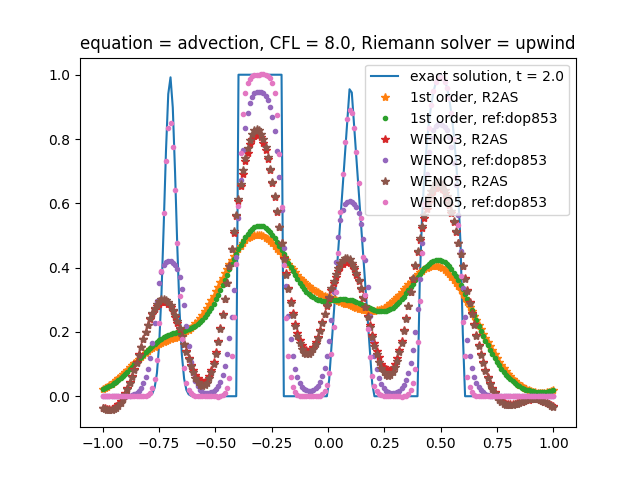 equation = advection, CFL = 8.0, Riemann solver = upwind
exact solution, t = 2.0
1st order, R2AS
1st order, ref:dop853
WENO3, R2AS
WENO3, ref:dop853
WENO5, R2AS
WENO5, ref:dop853
1.0
0.8
0.6
0.4
0.2
0.0
−1.00 −0.75 −0.50 −0.25 0.00 0.25 0.50 0.75 1.00